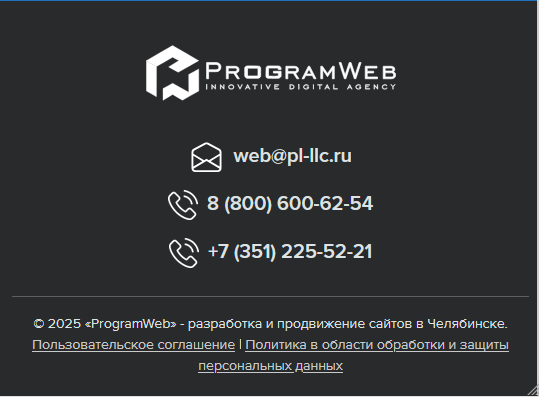 PROGRAMWEB
INNOVATIVE DIGITAL AGENCY
web@pl-llc.ru
8 (800) 600-62-54
+7 (351) 225-52-21
© 2025 «ProgramWeb» - разработка и продвижение сайтов в Челябинске.
Пользовательское соглашение | Политика в области обработки и защиты
персональных данных